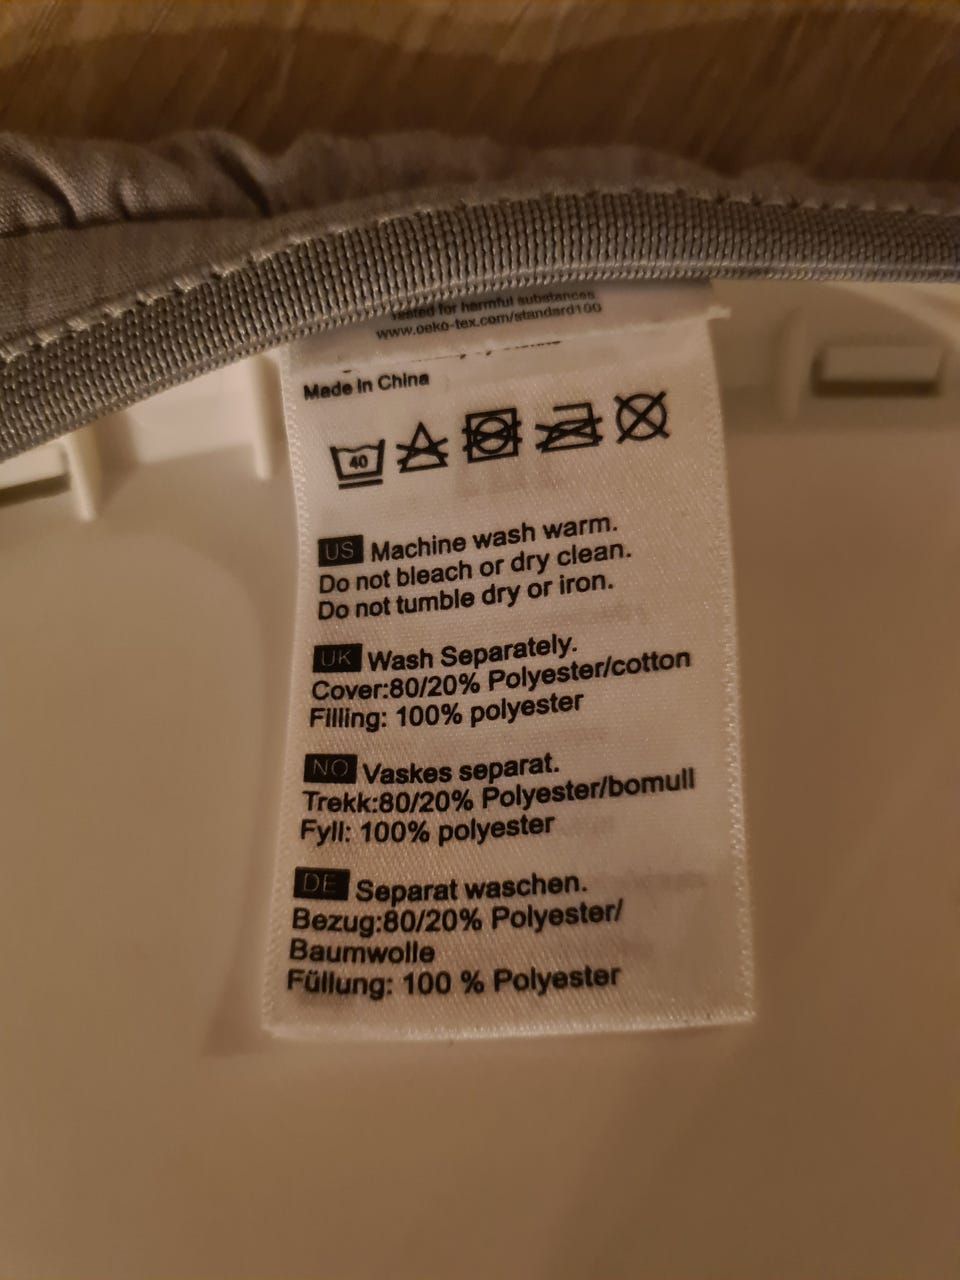 Tested for harmful substances
www.oeko-tex.com/standard100
Made in China
40
US Machine wash warm.
Do not bleach or dry clean.
Do not tumble dry or iron.
UK Wash Separately.
Cover:80/20% Polyester/cotton
Filling: 100% polyester
NO Vaskes separat.
Trekk:80/20% Polyester/bomull
Fyll: 100% polyester
DE Separat waschen.
Bezug:80/20% Polyester/
Baumwolle
Füllung: 100 % Polyester